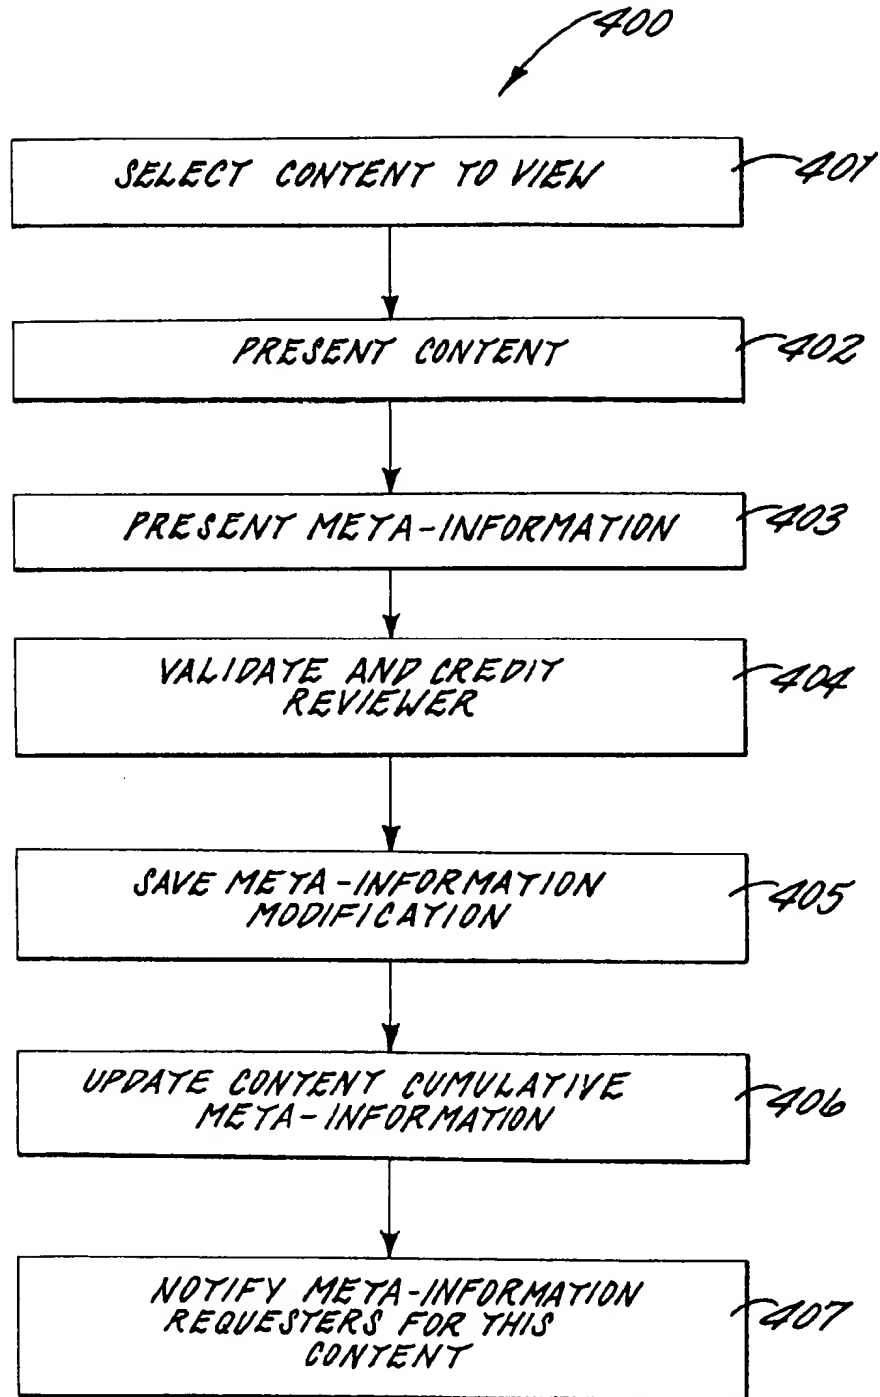 400
SELECT CONTENT TO VIEW
401
PRESENT CONTENT
402
PRESENT META-INFORMATION
403
VALIDATE AND CREDIT
REVIEWER
404
SAVE META-INFORMATION
MODIFICATION
405
UPDATE CONTENT CUMULATIVE
META-INFORMATION
406
NOTIFY META-INFORMATION
REQUESTERS FOR THIS
CONTENT
407